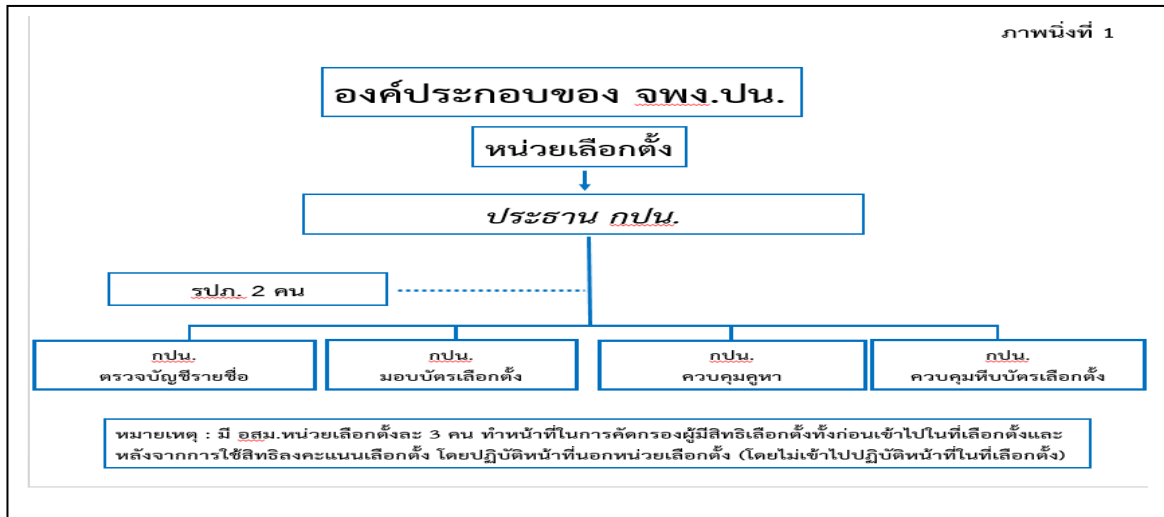 ภาพนิ่งที่ 1
องค์ประกอบของ จพง.ปน.
หน่วยเลือกตั้ง
ประธาน กปน.
รปภ. 2 คน
กปน.
ตรวจบัญชีรายชื่อ
กปน.
มอบบัตรเลือกตั้ง
กปน.
ควบคุมคูหา
กปน.
ควบคุมหีบบัตรเลือกตั้ง
หมายเหตุ : มี อสม.หน่วยเลือกตั้งละ 3 คน ทำหน้าที่ในการคัดกรองผู้มีสิทธิเลือกตั้งทั้งก่อนเข้าไปในที่เลือกตั้งและ
หลังจากการใช้สิทธิลงคะแนนเลือกตั้ง โดยปฏิบัติหน้าที่นอกหน่วยเลือกตั้ง (โดยไม่เข้าไปปฏิบัติหน้าที่ในที่เลือกตั้ง)